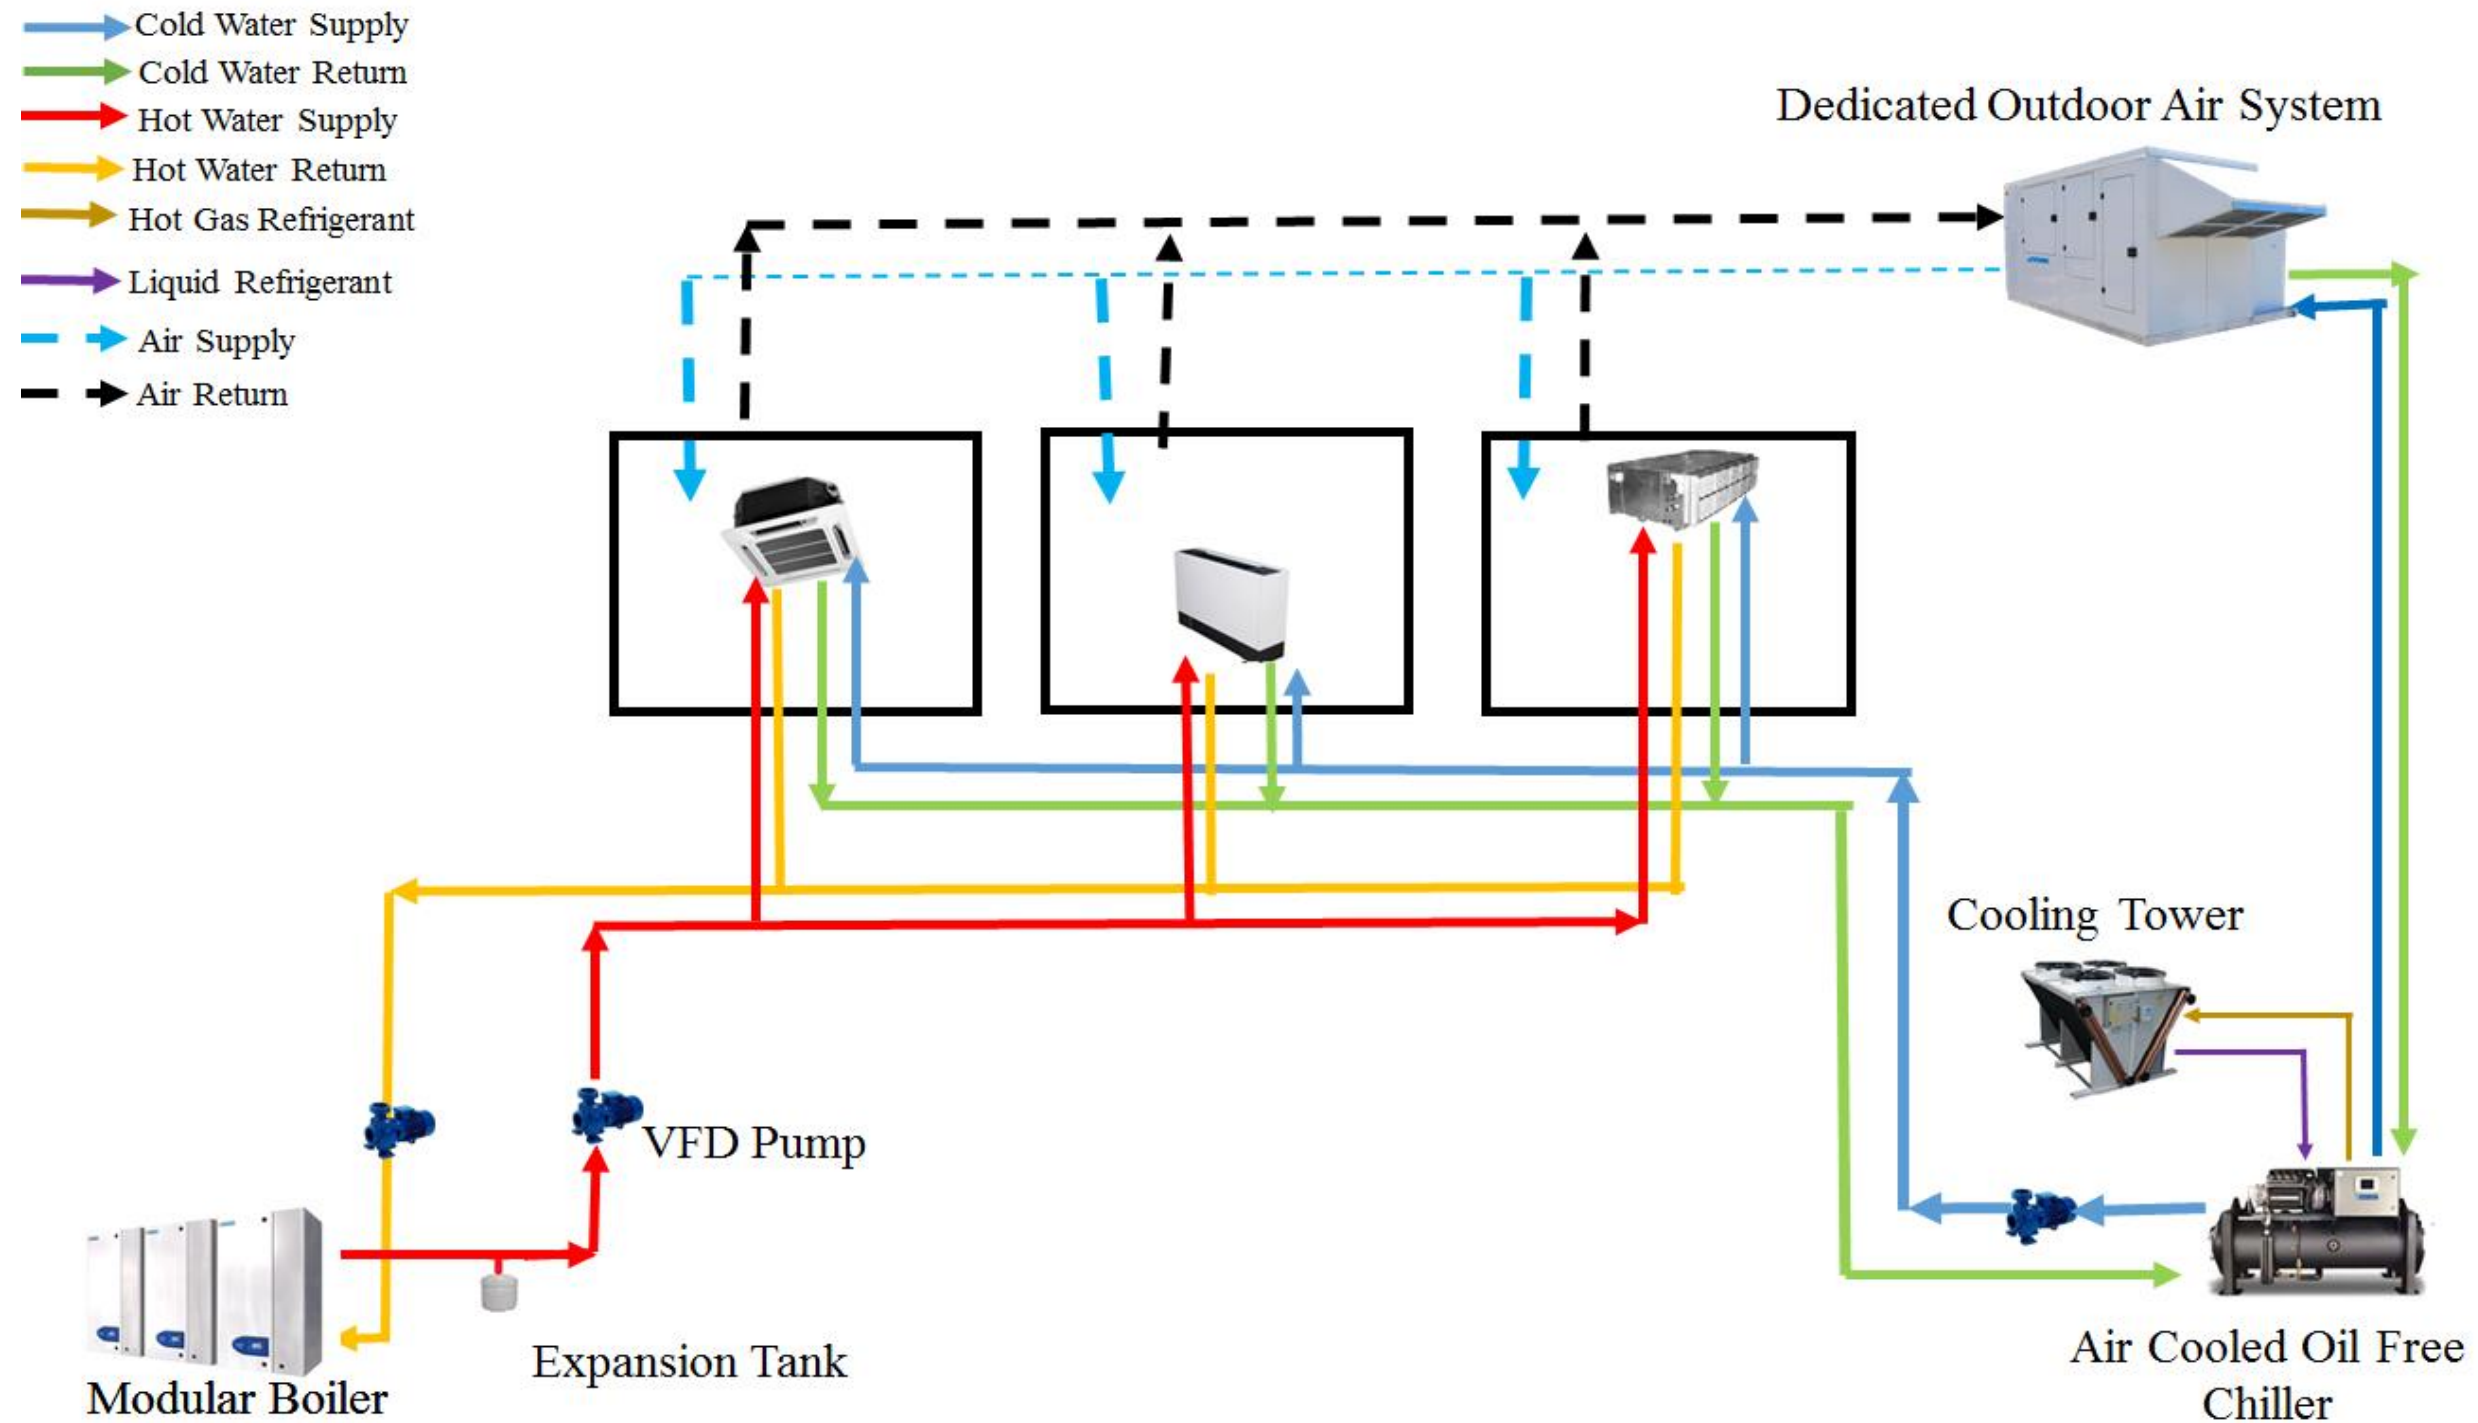 Cold Water Supply
Cold Water Return
Hot Water Supply
Hot Water Return
Hot Gas Refrigerant
Liquid Refrigerant
Air Supply
Air Return
Dedicated Outdoor Air System
Cooling Tower
VFD Pump
Expansion Tank
Modular Boiler
Air Cooled Oil Free
Chiller